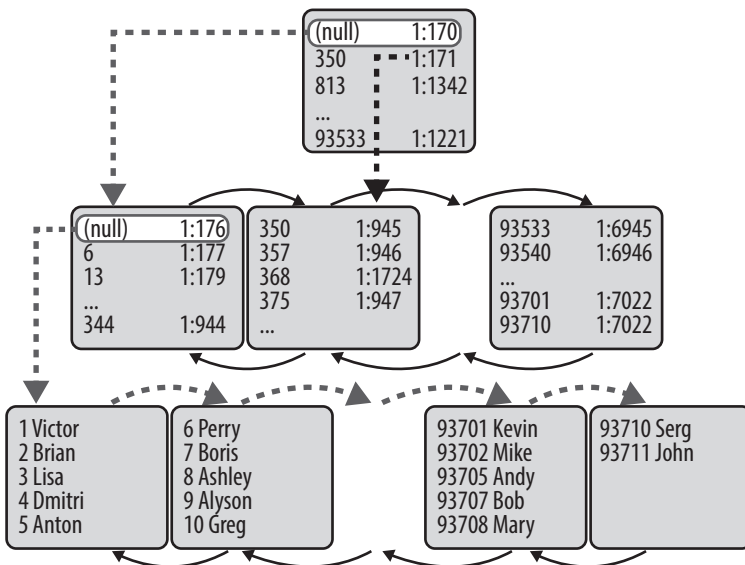 (null) 1:170
350 1:171
813 1:1342
...
93533 1:1221
(null) 1:176
6 1:177
13 1:179
...
344 1:944
350 1:945
357 1:946
368 1:1724
375 1:947
...
93533 1:6945
93540 1:6946
...
93701 1:7022
93710 1:7022
1 Victor
2 Brian
3 Lisa
4 Dmitri
5 Anton
6 Perry
7 Boris
8 Ashley
9 Alyson
10 Greg
93701 Kevin
93702 Mike
93705 Andy
93707 Bob
93708 Mary
93710 Serg
93711 John